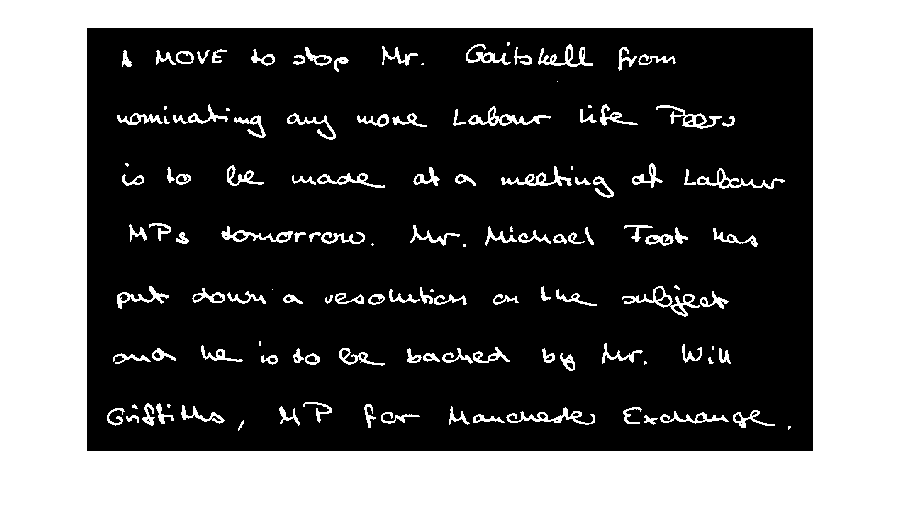 A MOVE to stop Mr. Gaitskell from
nominating any more Labour life Peers
is to be made at a meeting of Labour
MPs tomorrow. Mr. Michael Foot has
put down a resolution on the subject
and he is to be backed by Mr. Will
Griffiths, MP for Manchester Exchange.